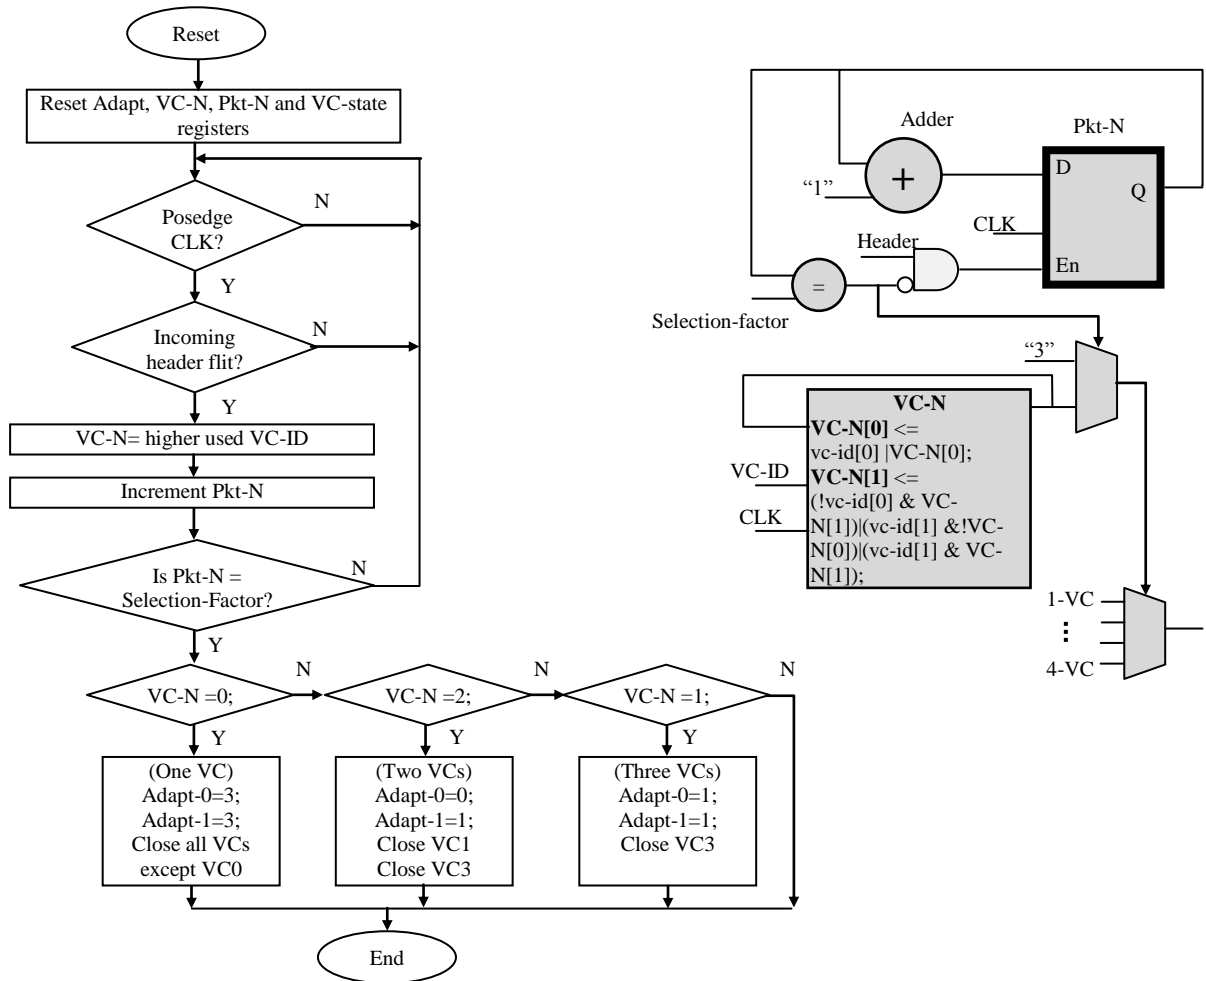 Reset
Reset Adapt, VC-N, Pkt-N and VC-state
registers
Posedge
CLK?
N
Y
Incoming
header flit?
N
Y
VC-N= higher used VC-ID
Increment Pkt-N
Is Pkt-N =
Selection-Factor?
N
Y
VC-N =0;
N
VC-N =2;
N
VC-N =1;
N
Y
Y
Y
(One VC)
Adapt-0=3;
Adapt-1=3;
Close all VCs
except VC0
(Two VCs)
Adapt-0=0;
Adapt-1=1;
Close VC1
Close VC3
(Three VCs)
Adapt-0=1;
Adapt-1=1;
Close VC3
End
Adder
Pkt-N
+
“1”
D
Q
CLK
En
Header
=
Selection-factor
“3”
VC-N
VC-N[0] <=
vc-id[0] |VC-N[0];
VC-N[1] <=
(!vc-id[0] & VC-
N[1])|(vc-id[1] &!VC-
N[0])|(vc-id[1] & VC-
N[1]);
VC-ID
CLK
1-VC
⋮
4-VC